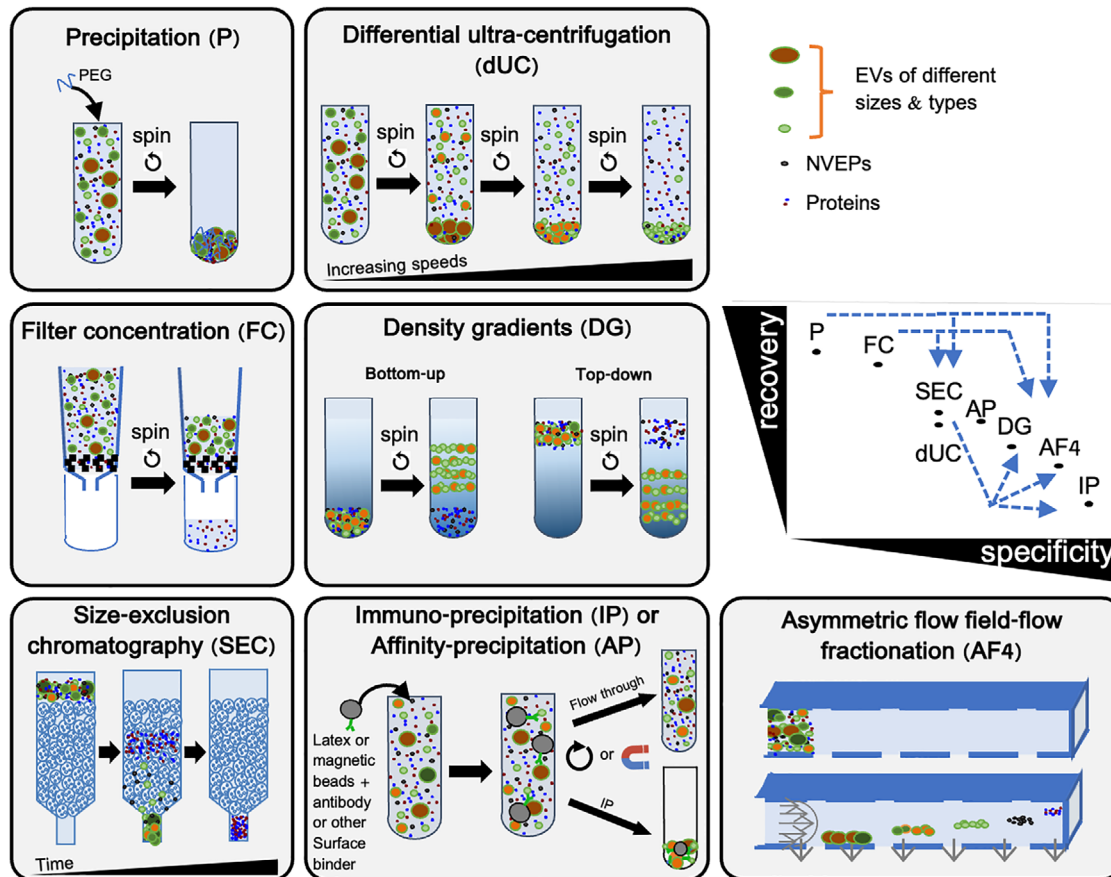 Precipitation (P)
PEG
spin
Differential ultra-centrifugation
(dUC)
spin
spin
spin
Increasing speeds
EVs of different
sizes & types
NVEPs
Proteins
Filter concentration (FC)
spin
Density gradients (DG)
Bottom-up
Top-down
spin
spin
recovery
P
FC
SEC
AP
DG
dUC
AF4
IP
specificity
Size-exclusion
chromatography (SEC)
Time
Immuno-precipitation (IP) or
Affinity-precipitation (AP)
Latex or
magnetic
beads +
antibody
or other
Surface
binder
Flow through
or
IP
Asymmetric flow field-flow
fractionation (AF4)